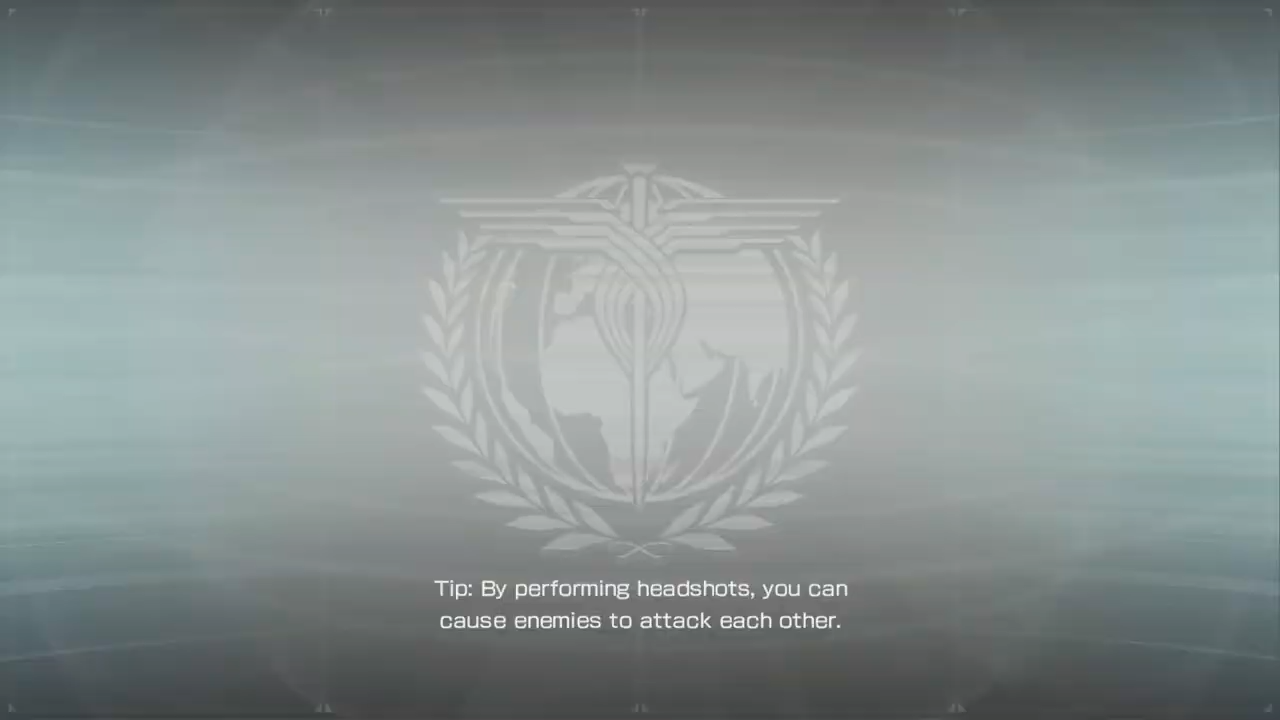 Tip: By performing headshots, you can
cause enemies to attack each other.